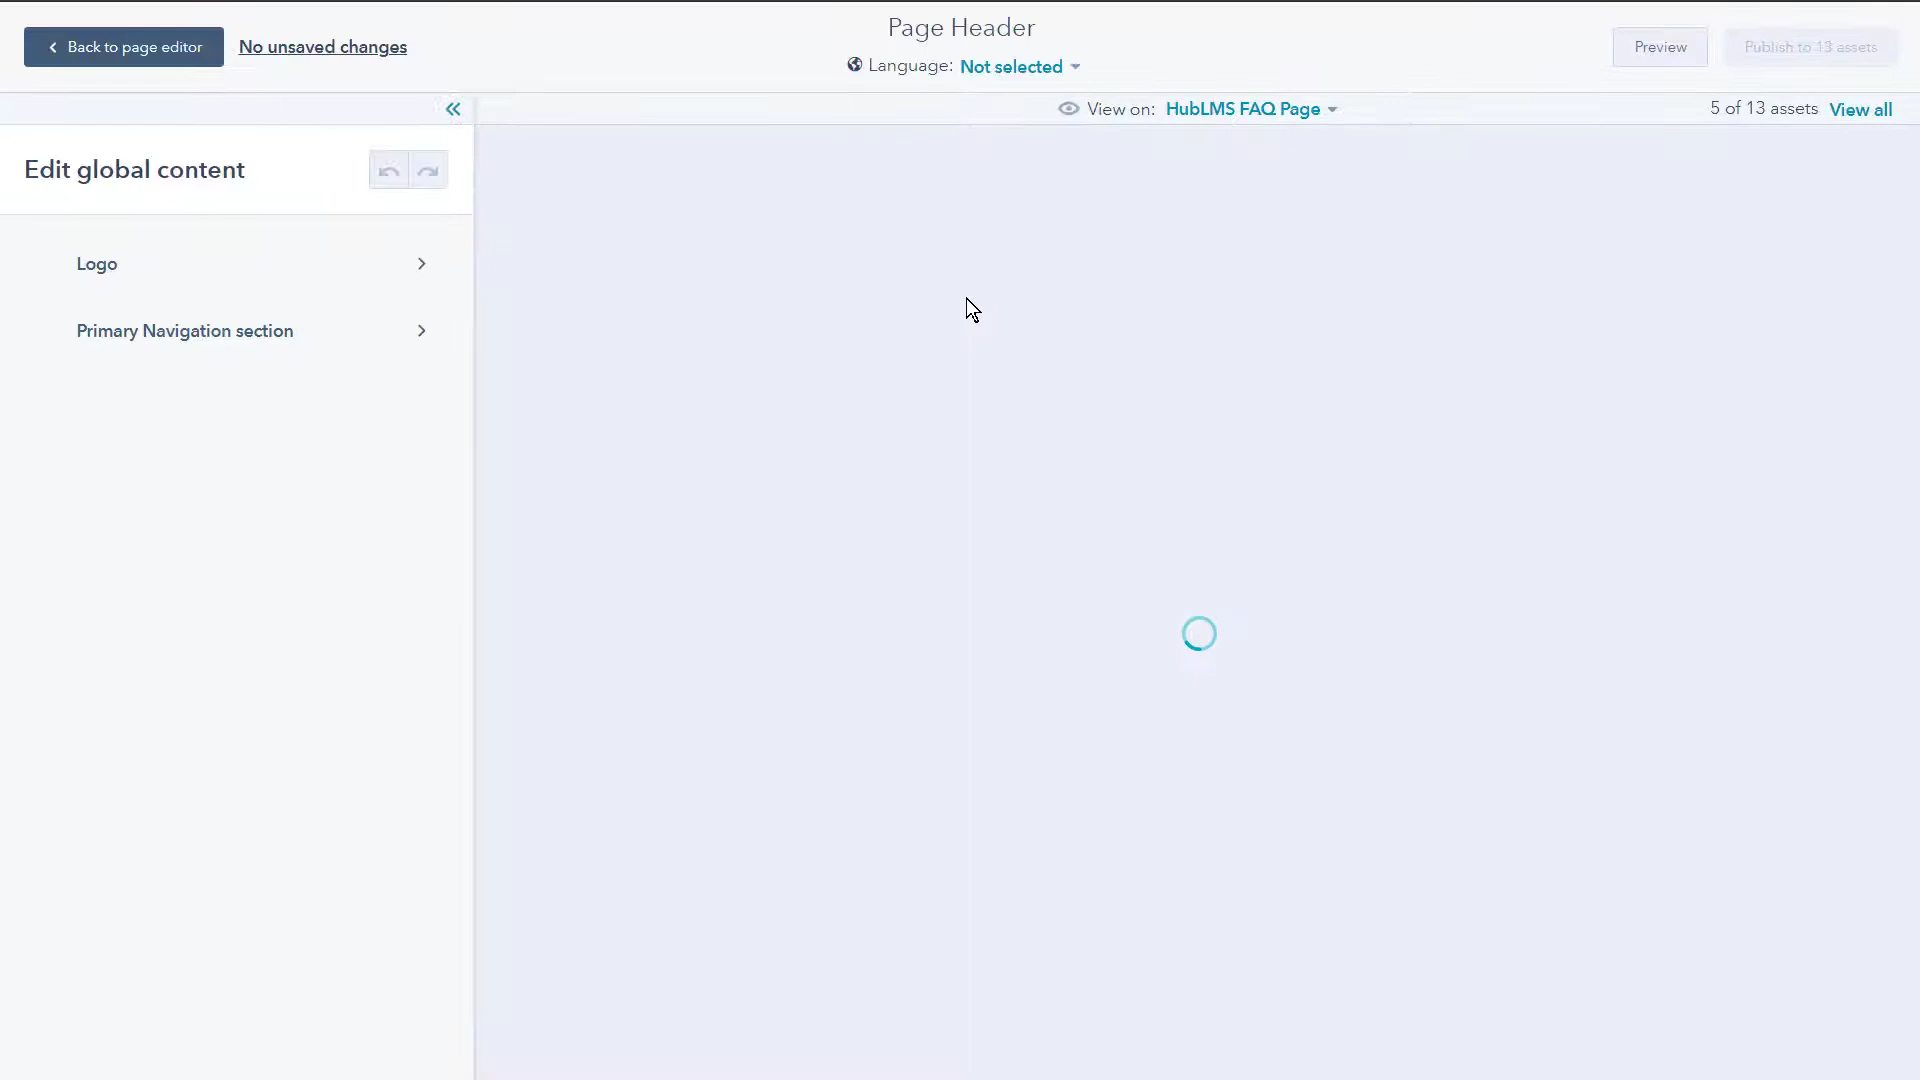 Page Header
Back to page editor
No unsaved changes
Language: Not selected
Preview
Publish to 13 assets
View on: HubLMS FAQ Page
5 of 13 assets View all
Edit global content
Logo
Primary Navigation section